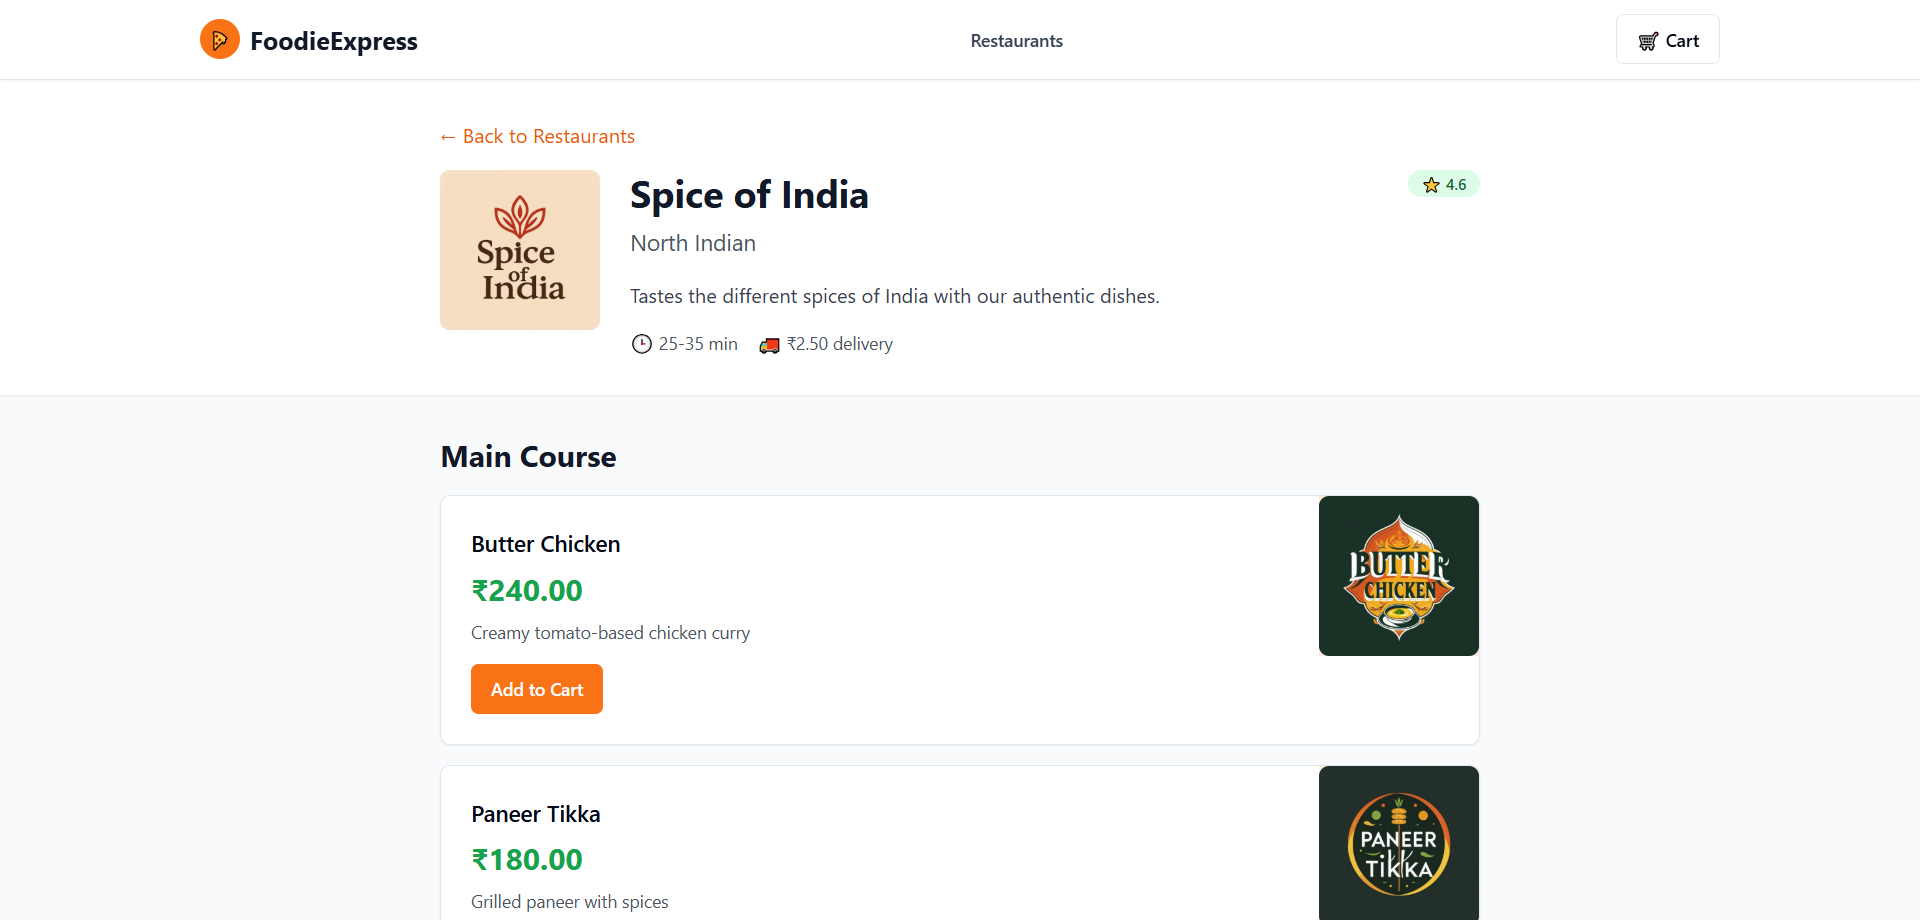 FoodieExpress
Restaurants
Cart
← Back to Restaurants
Spice
of
India
Spice of India
4.6
North Indian
Tastes the different spices of India with our authentic dishes.
25-35 min
₹2.50 delivery
Main Course
Butter Chicken
₹240.00
Creamy tomato-based chicken curry
Add to Cart
BUTTER
CHICKEN
Paneer Tikka
₹180.00
Grilled paneer with spices
PANEER
TiKKA